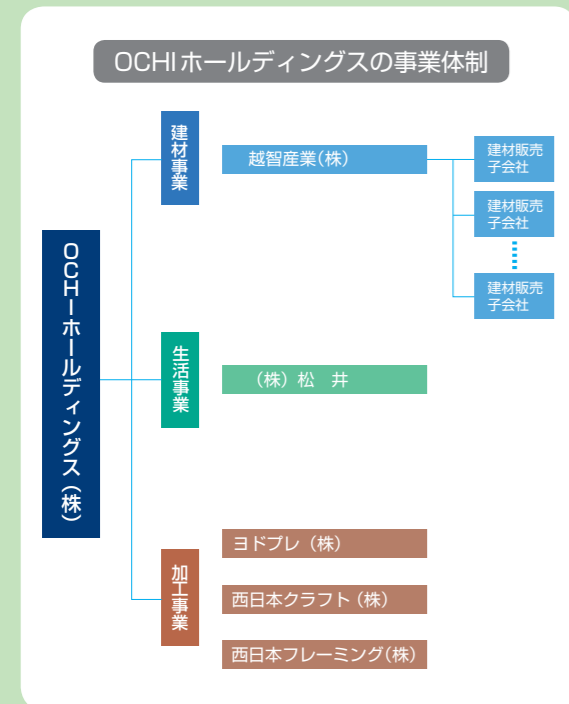 OCHIホールディングスの事業体制
OCHIホールディングス（株）
建材事業
越智産業(株)
建材販売
子会社
建材販売
子会社
建材販売
子会社
生活事業
（株）松　井
加工事業
ヨドプレ（株）
西日本クラフト（株）
西日本フレーミング(株)